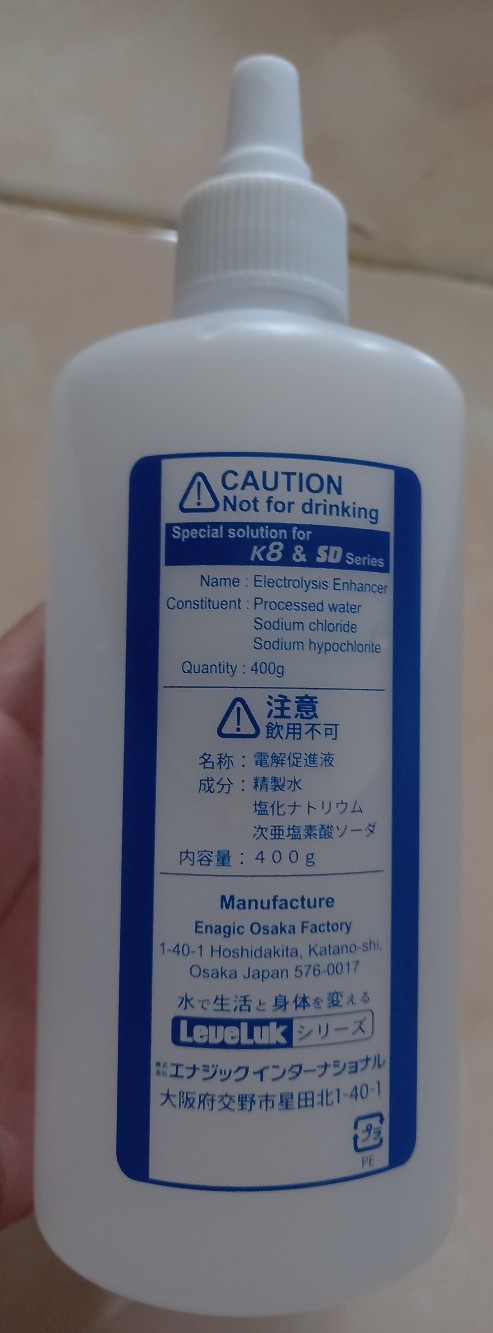 CAUTION
Not for drinking
Special solution for
K8 & SD Series
Name : Electrolysis Enhancer
Constituent : Processed water
Sodium chloride
Sodium hypochlorite
Quantity : 400g
注意
飲用不可
名称：電解促進液
成分：精製水
塩化ナトリウム
次亜塩素酸ソーダ
内容量：４００ｇ
Manufacture
Enagic Osaka Factory
1-40-1 Hoshidakita, Katano-shi,
Osaka Japan 576-0017
水で生活と身体を変える
LeveLuk シリーズ
株式会社エナジックインターナショナル
大阪府交野市星田北1-40-1
プラ
PE